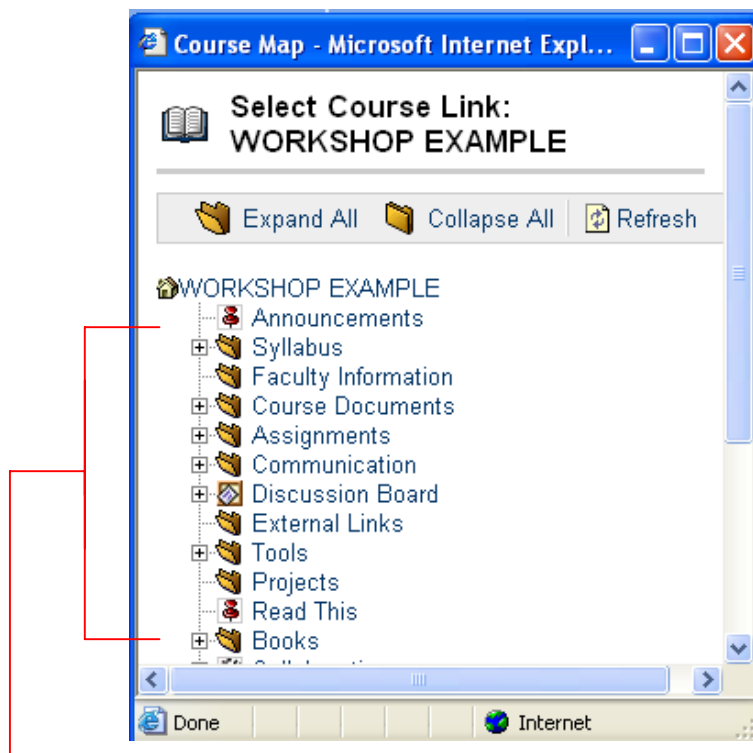 Course Map - Microsoft Internet Expl...
Select Course Link:
WORKSHOP EXAMPLE
Expand All Collapse All Refresh
WORKSHOP EXAMPLE
Announcements
Syllabus
Faculty Information
Course Documents
Assignments
Communication
Discussion Board
External Links
Tools
Projects
Read This
Books
Done Internet